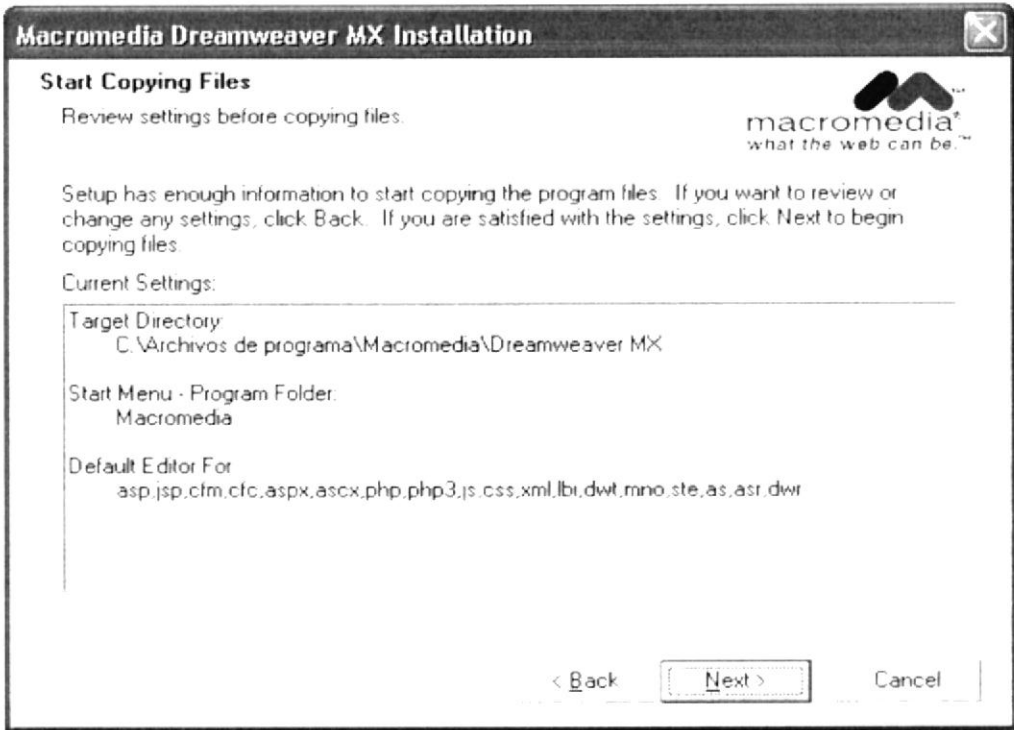 Macromedia Dreamweaver MX Installation
Start Copying Files
Review settings before copying files.
macromedia®
what the web can be.™
Setup has enough information to start copying the program files. If you want to review or
change any settings, click Back. If you are satisfied with the settings, click Next to begin
copying files.
Current Settings:
Target Directory:
C:\Archivos de programa\Macromedia\Dreamweaver MX
Start Menu - Program Folder:
Macromedia
Default Editor For
asp,jsp,cfm,cfc,aspx,ascx,php,php3,js,css,xml,lbi,dwt,mno,ste,as,asr,dwr
< Back
Next >
Cancel